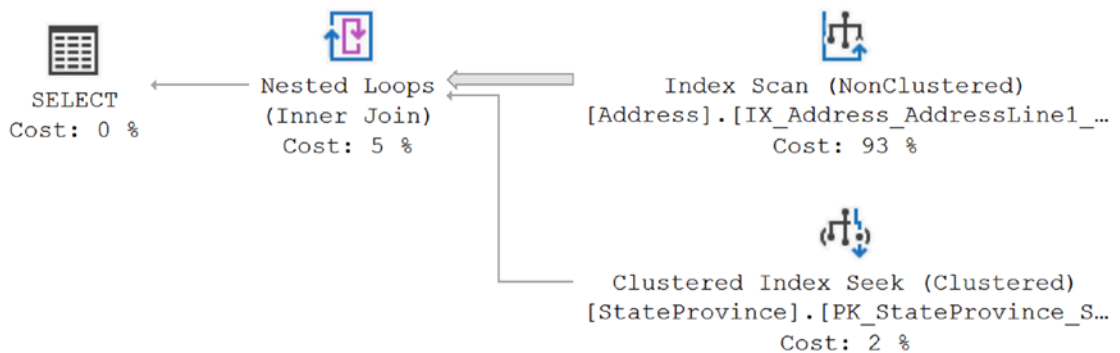 SELECT
Cost: 0 %
Nested Loops
(Inner Join)
Cost: 5 %
Index Scan (NonClustered)
[Address].[IX_Address_AddressLine1_…
Cost: 93 %
Clustered Index Seek (Clustered)
[StateProvince].[PK_StateProvince_S…
Cost: 2 %